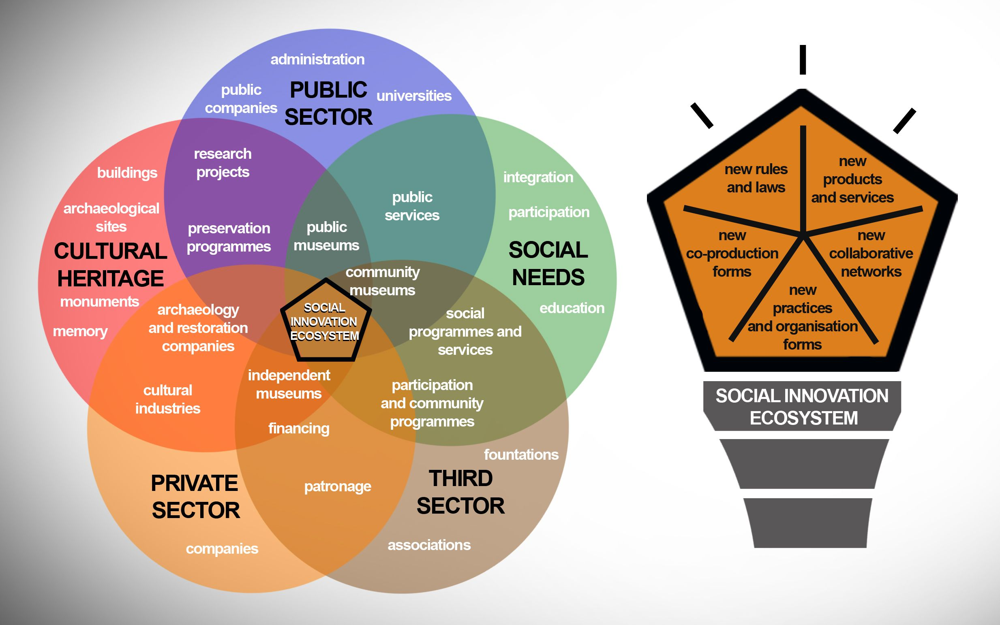 administration
public
companies
PUBLIC
SECTOR
universities
research
projects
buildings
archaeological
sites
CULTURAL
HERITAGE
monuments
memory
preservation
programmes
public
museums
public
services
integration
participation
SOCIAL
NEEDS
education
community
museums
SOCIAL
INNOVATION
ECOSYSTEM
archaeology
and restoration
companies
social
programmes and
services
cultural
industries
independent
museums
participation
and community
programmes
financing
patronage
PRIVATE
SECTOR
companies
fountations
THIRD
SECTOR
associations
new rules
and laws
new
products
and services
new
co-production
forms
new
collaborative
networks
new
practices
and organisation
forms
SOCIAL INNOVATION
ECOSYSTEM